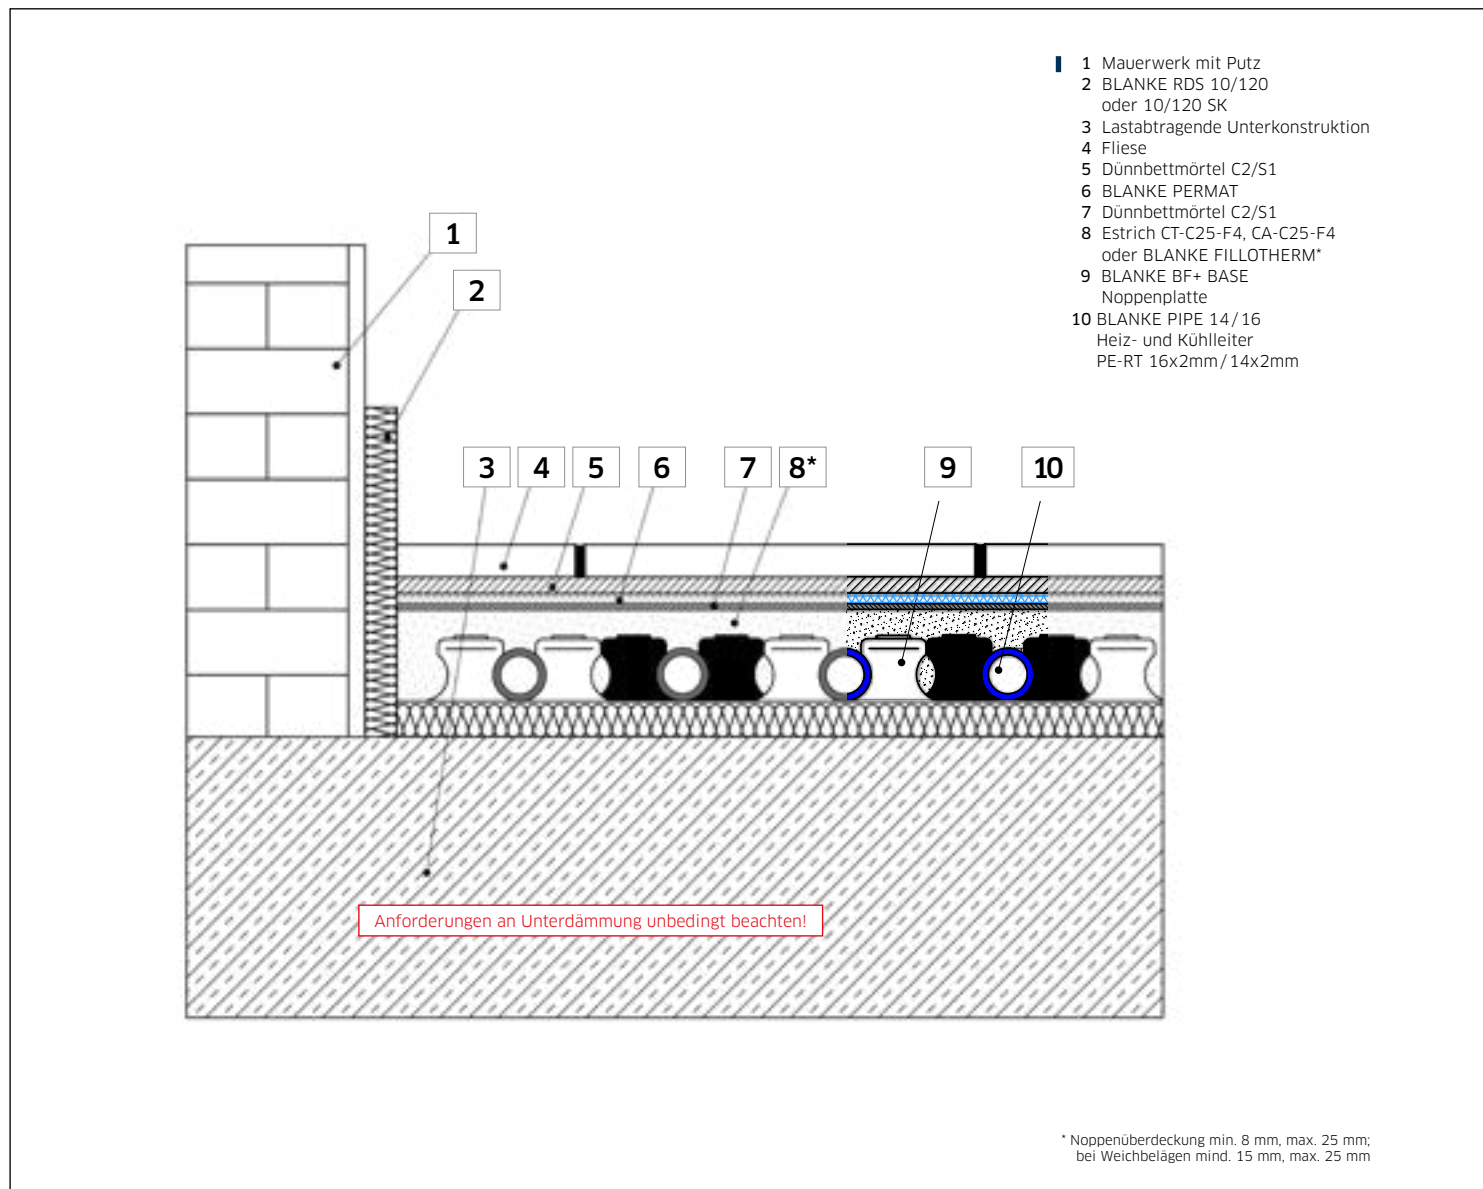 1 Mauerwerk mit Putz
2 BLANKE RDS 10/120
oder 10/120 SK
3 Lastabtragende Unterkonstruktion
4 Fliese
5 Dünnbettmörtel C2/S1
6 BLANKE PERMAT
7 Dünnbettmörtel C2/S1
8 Estrich CT-C25-F4, CA-C25-F4
oder BLANKE FILLOTHERM*
9 BLANKE BF+ BASE
Noppenplatte
10 BLANKE PIPE 14/16
Heiz- und Kühlleiter
PE-RT 16x2mm/14x2mm
1
2
3 4 5 6 7 8* 9 10
Anforderungen an Unterdämmung unbedingt beachten!
* Noppenüberdeckung min. 8 mm, max. 25 mm;
bei Weichbelägen mind. 15 mm, max. 25 mm